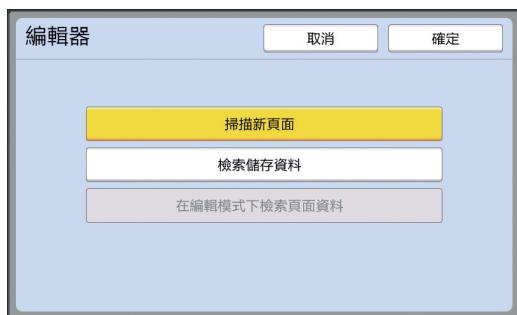 編輯器
取消
確定
掃描新頁面
檢索儲存資料
在編輯模式下檢索頁面資料